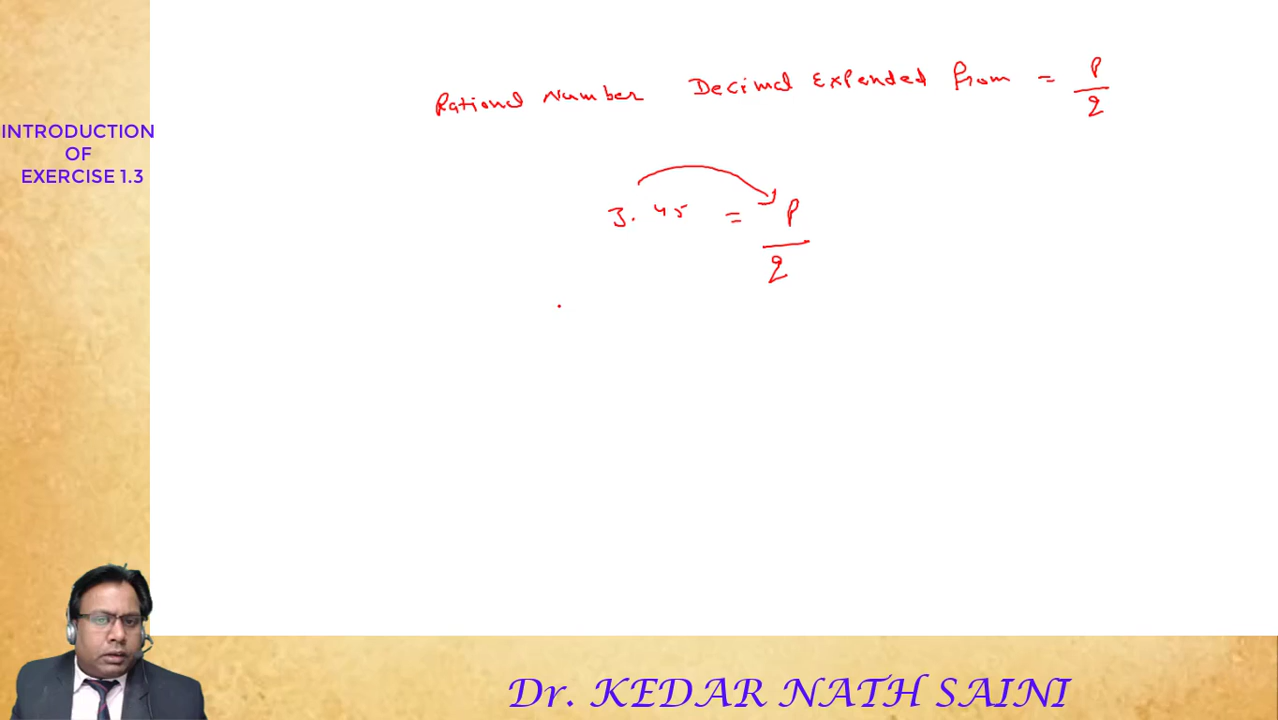 INTRODUCTION
OF
EXERCISE 1.3
Rational Number Decimal Expended From = p/q
3.45 = p/q
Dr. KEDAR NATH SAINI